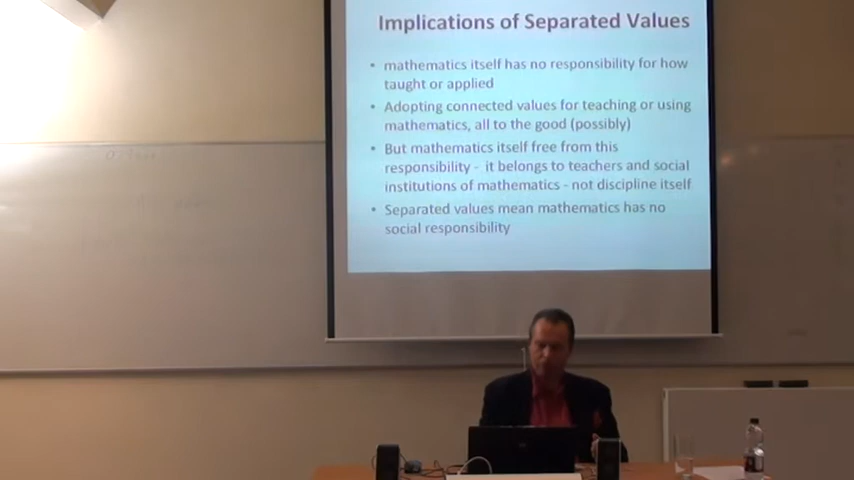 Implications of Separated Values
• mathematics itself has no responsibility for how
taught or applied
• Adopting connected values for teaching or using
mathematics, all to the good (possibly)
• But mathematics itself free from this
responsibility - it belongs to teachers and social
institutions of mathematics - not discipline itself
• Separated values mean mathematics has no
social responsibility